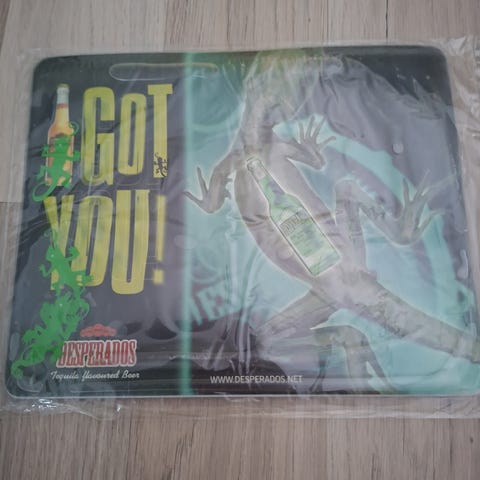 I GOT
YOU!
DESPERADOS
Tequila flavoured Beer
WWW.DESPERADOS.NET